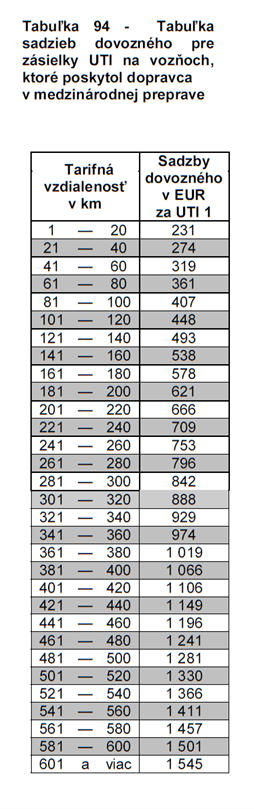 Tabuľka 94 - Tabuľka
sadzieb dovozného pre
zásielky UTI na vozňoch,
ktoré poskytol dopravca
v medzinárodnej preprave
Tarifná vzdialenosť v km Sadzby dovozného v EUR za UTI 1
1 — 20 231
21 — 40 274
41 — 60 319
61 — 80 361
81 — 100 407
101 — 120 448
121 — 140 493
141 — 160 538
161 — 180 578
181 — 200 621
201 — 220 666
221 — 240 709
241 — 260 753
261 — 280 796
281 — 300 842
301 — 320 888
321 — 340 929
341 — 360 974
361 — 380 1 019
381 — 400 1 066
401 — 420 1 106
421 — 440 1 149
441 — 460 1 196
461 — 480 1 241
481 — 500 1 281
501 — 520 1 330
521 — 540 1 366
541 — 560 1 411
561 — 580 1 457
581 — 600 1 501
601 a viac 1 545